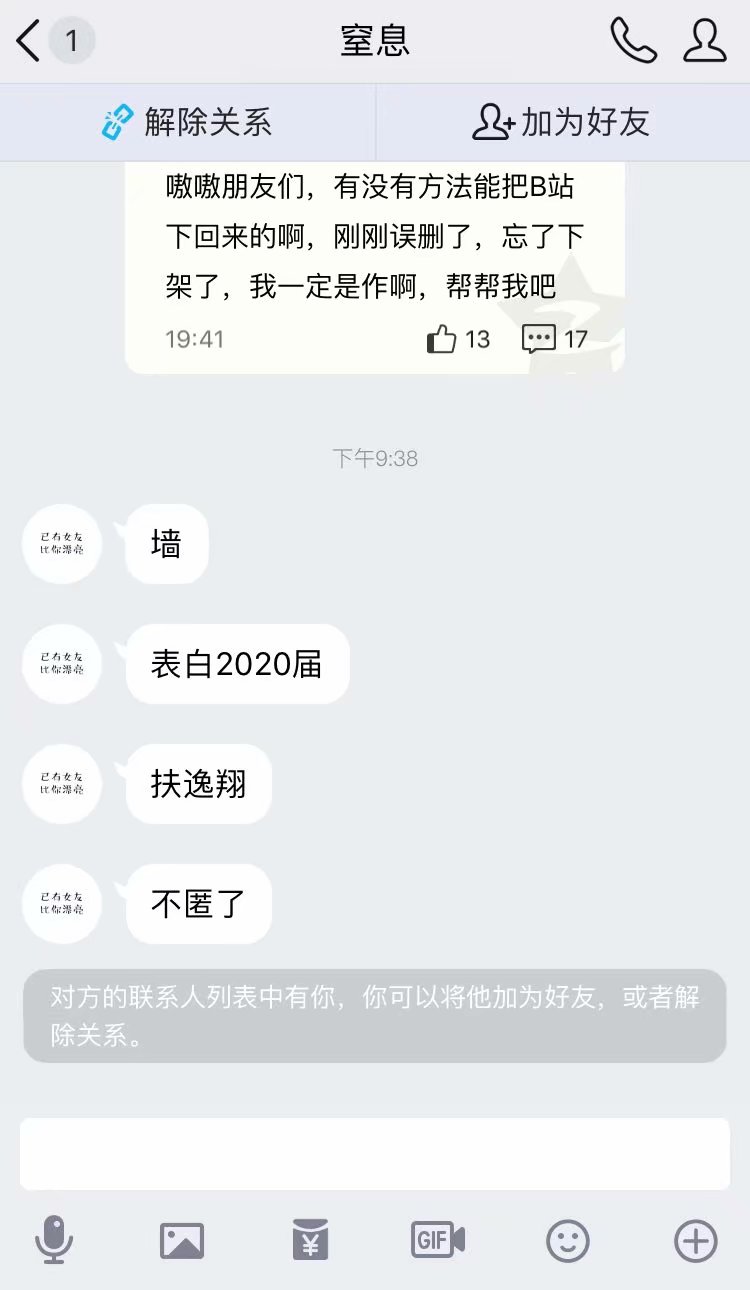 1
窒息
解除关系
加为好友
嗷嗷朋友们，有没有方法能把B站
下回来的啊，刚刚误删了，忘了下
架了，我一定是作啊，帮帮我吧
19:41
13
17
下午9:38
已有女友
比你漂亮
墙
已有女友
比你漂亮
表白2020届
已有女友
比你漂亮
扶逸翔
已有女友
比你漂亮
不匿了
对方的联系人列表中有你，你可以将他加为好友，或者解
除关系。
¥
GIF